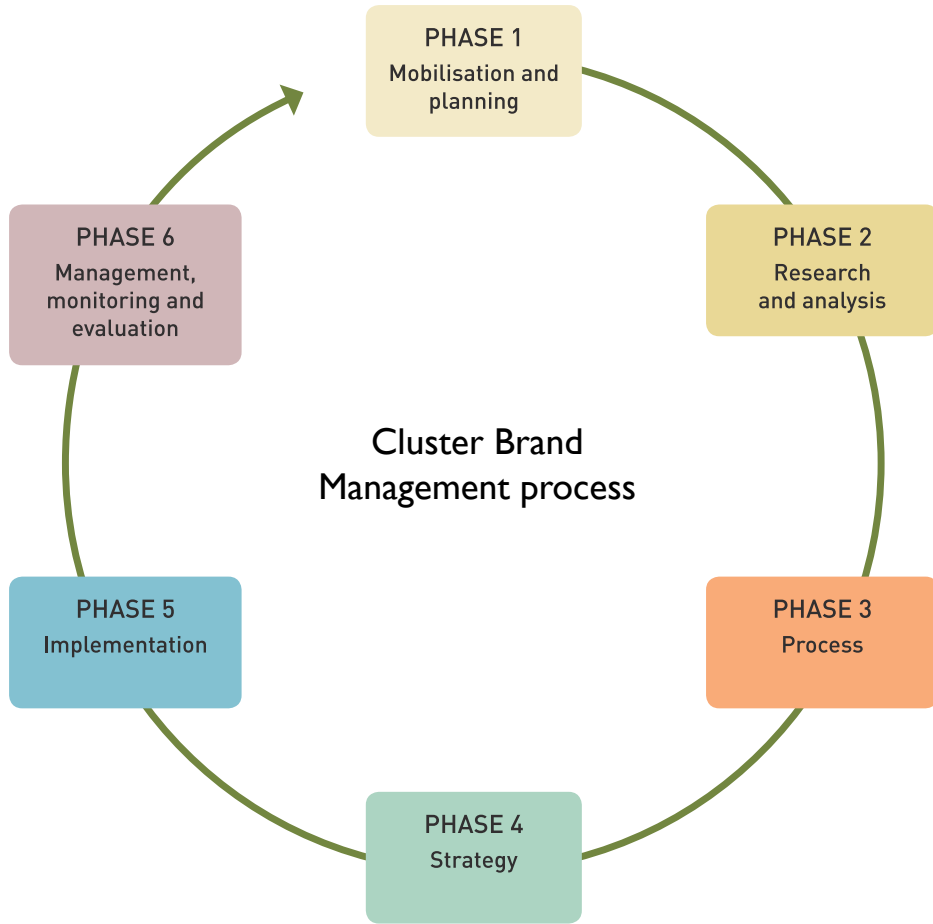 PHASE 1
Mobilisation and
planning
PHASE 2
Research
and analysis
PHASE 3
Process
PHASE 4
Strategy
PHASE 5
Implementation
PHASE 6
Management,
monitoring and
evaluation
Cluster Brand
Management process